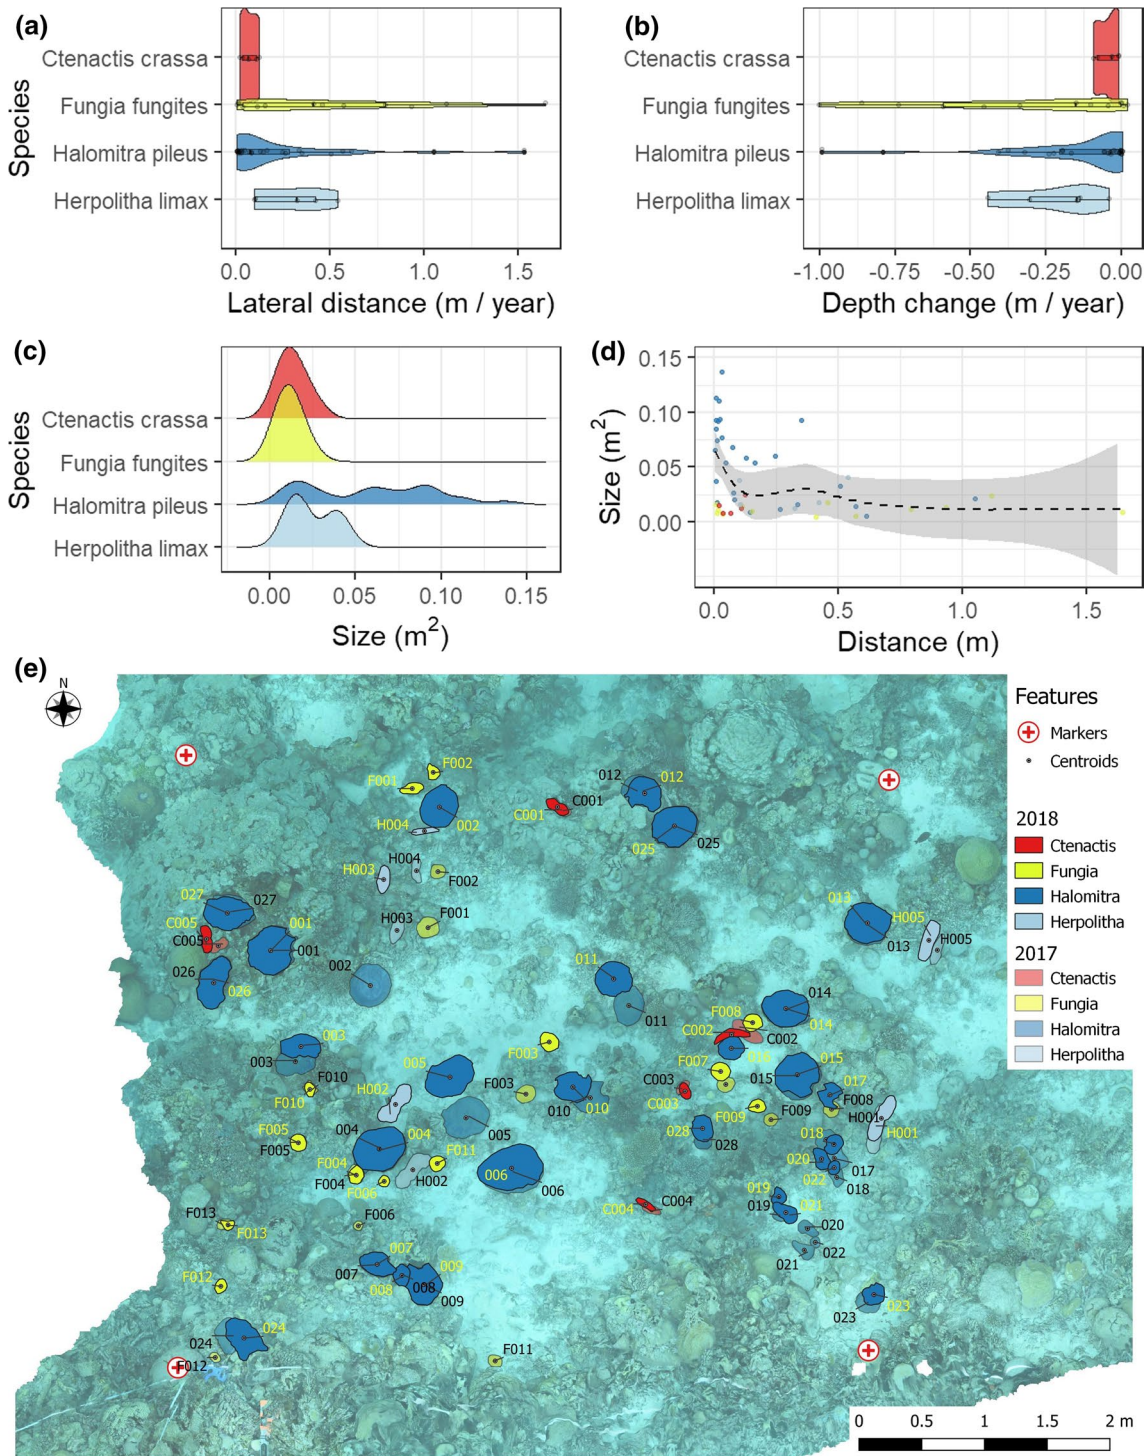 (a)
Species
Ctenactis crassa
Fungia fungites
Halomitra pileus
Herpolitha limax
0.0 0.5 1.0 1.5
Lateral distance (m / year)
(b)
Ctenactis crassa
Fungia fungites
Halomitra pileus
Herpolitha limax
-1.00 -0.75 -0.50 -0.25 0.00
Depth change (m / year)
(c)
Species
Ctenactis crassa
Fungia fungites
Halomitra pileus
Herpolitha limax
0.00 0.05 0.10 0.15
Size (m²)
(d)
Size (m²)
0.15
0.10
0.05
0.00
0.0 0.5 1.0 1.5
Distance (m)
(e)
N
Features
Markers
Centroids
2018
Ctenactis
Fungia
Halomitra
Herpolitha
2017
Ctenactis
Fungia
Halomitra
Herpolitha
F002
F001
002
H004
012 012
C001 C001
025 025
H003 H004
F002
F001
H003
027 027
C005
C005
001
001
026
026
002
013
013
H005
H005
011
011
F008
014
014
C002
C002
016
003
003
F010
F010
005
005
H002
H002
F003
F003
010 010
F007
C003
C003
015
015
017
F008
F009 F009
H001
H001
028
028
018
020
017
022
018
F005
F005
004
004
F004
F004
F011
F006
006
006
C004 C004
019
019
021
020
022
021
F013
F013
F006
007
007
008
008
009
009
F012
024
024
F012
F011
023
023
0 0.5 1 1.5 2 m